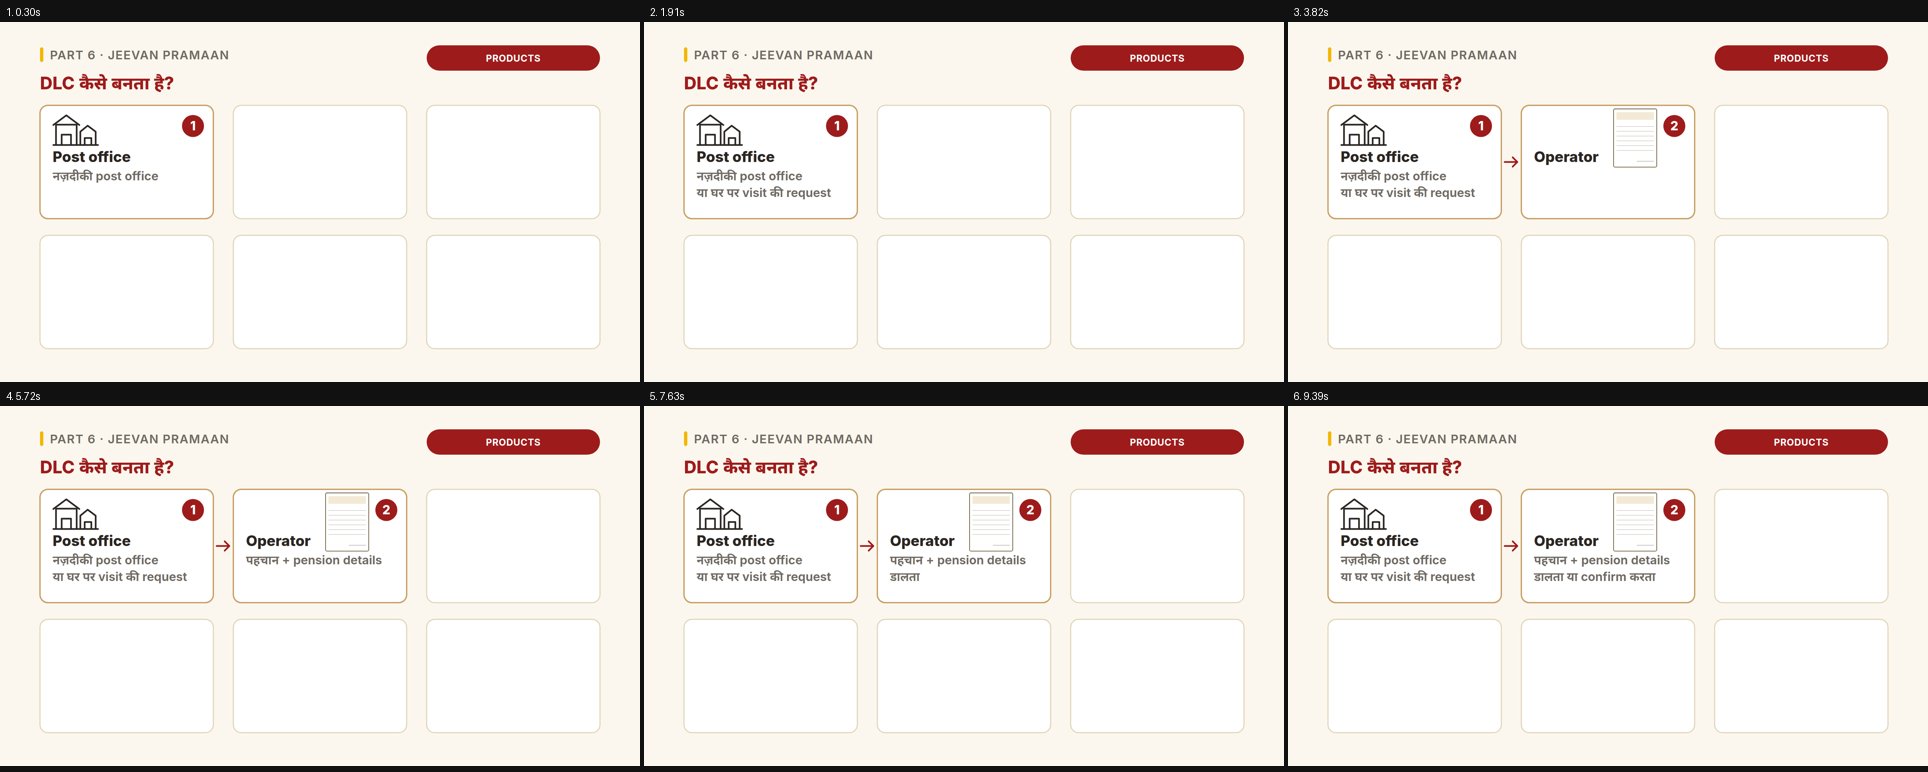 1. 0.30s
PART 6 · JEEVAN PRAMAAN
PRODUCTS
DLC कैसे बनता है?
1
Post office
नज़दीकी post office
2. 1.91s
PART 6 · JEEVAN PRAMAAN
PRODUCTS
DLC कैसे बनता है?
1
Post office
नज़दीकी post office
या घर पर visit की request
3. 3.82s
PART 6 · JEEVAN PRAMAAN
PRODUCTS
DLC कैसे बनता है?
1
Post office
नज़दीकी post office
या घर पर visit की request
→
2
Operator
4. 5.72s
PART 6 · JEEVAN PRAMAAN
PRODUCTS
DLC कैसे बनता है?
1
Post office
नज़दीकी post office
या घर पर visit की request
→
2
Operator
पहचान + pension details
5. 7.63s
PART 6 · JEEVAN PRAMAAN
PRODUCTS
DLC कैसे बनता है?
1
Post office
नज़दीकी post office
या घर पर visit की request
→
2
Operator
पहचान + pension details
डालता
6. 9.39s
PART 6 · JEEVAN PRAMAAN
PRODUCTS
DLC कैसे बनता है?
1
Post office
नज़दीकी post office
या घर पर visit की request
→
2
Operator
पहचान + pension details
डालता या confirm करता